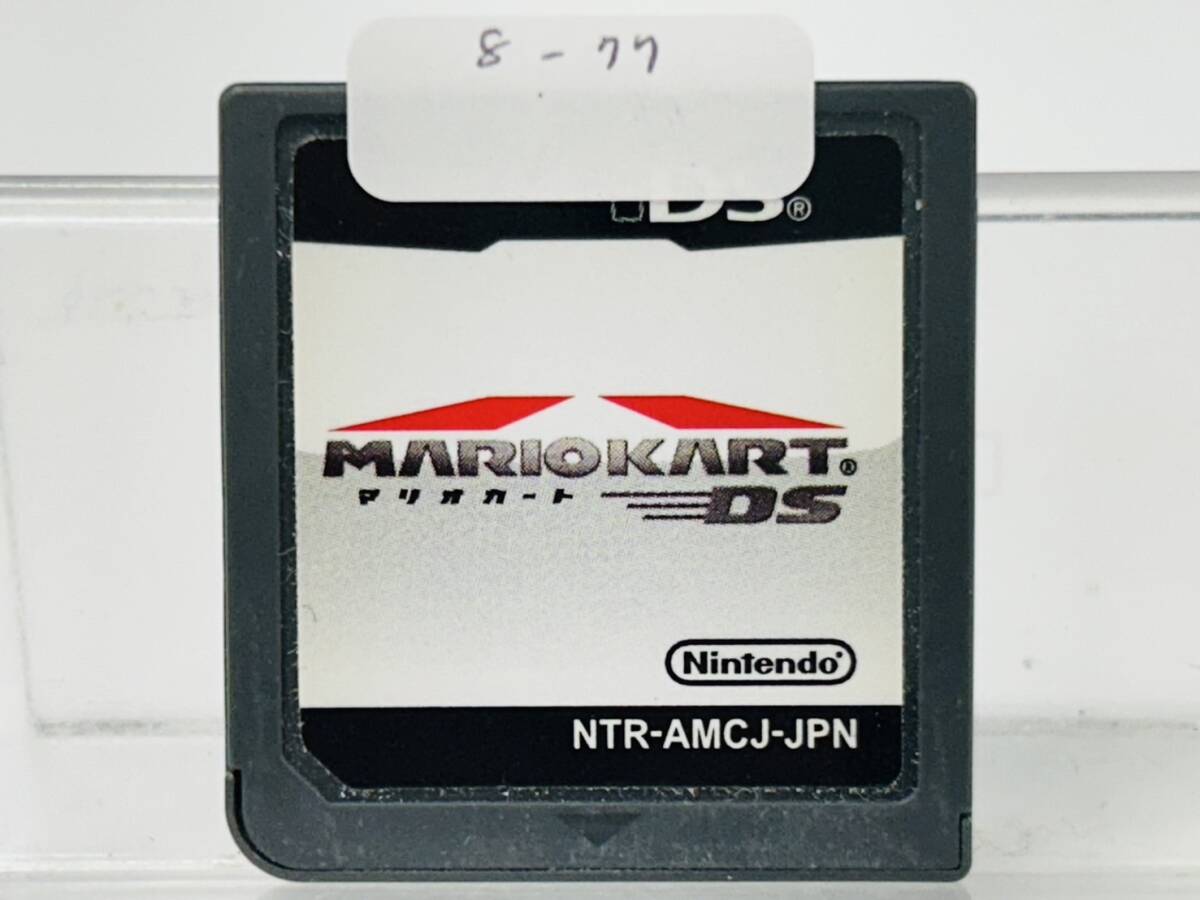 8-77
DS®
MARIOKART®
マリオカート DS
Nintendo®
NTR-AMCJ-JPN